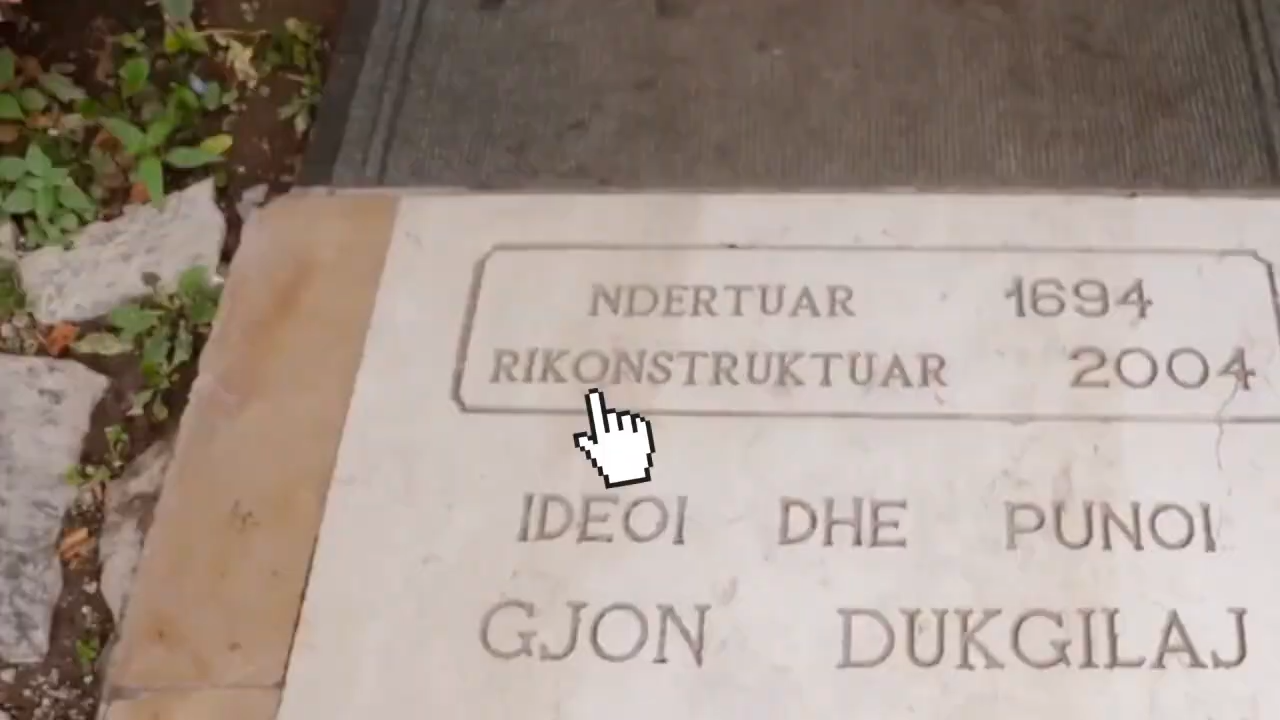 NDERTUAR 1694
RIKONSTRUKTUAR 2004
IDEOI DHE PUNOI
GJON DUKGILAJ